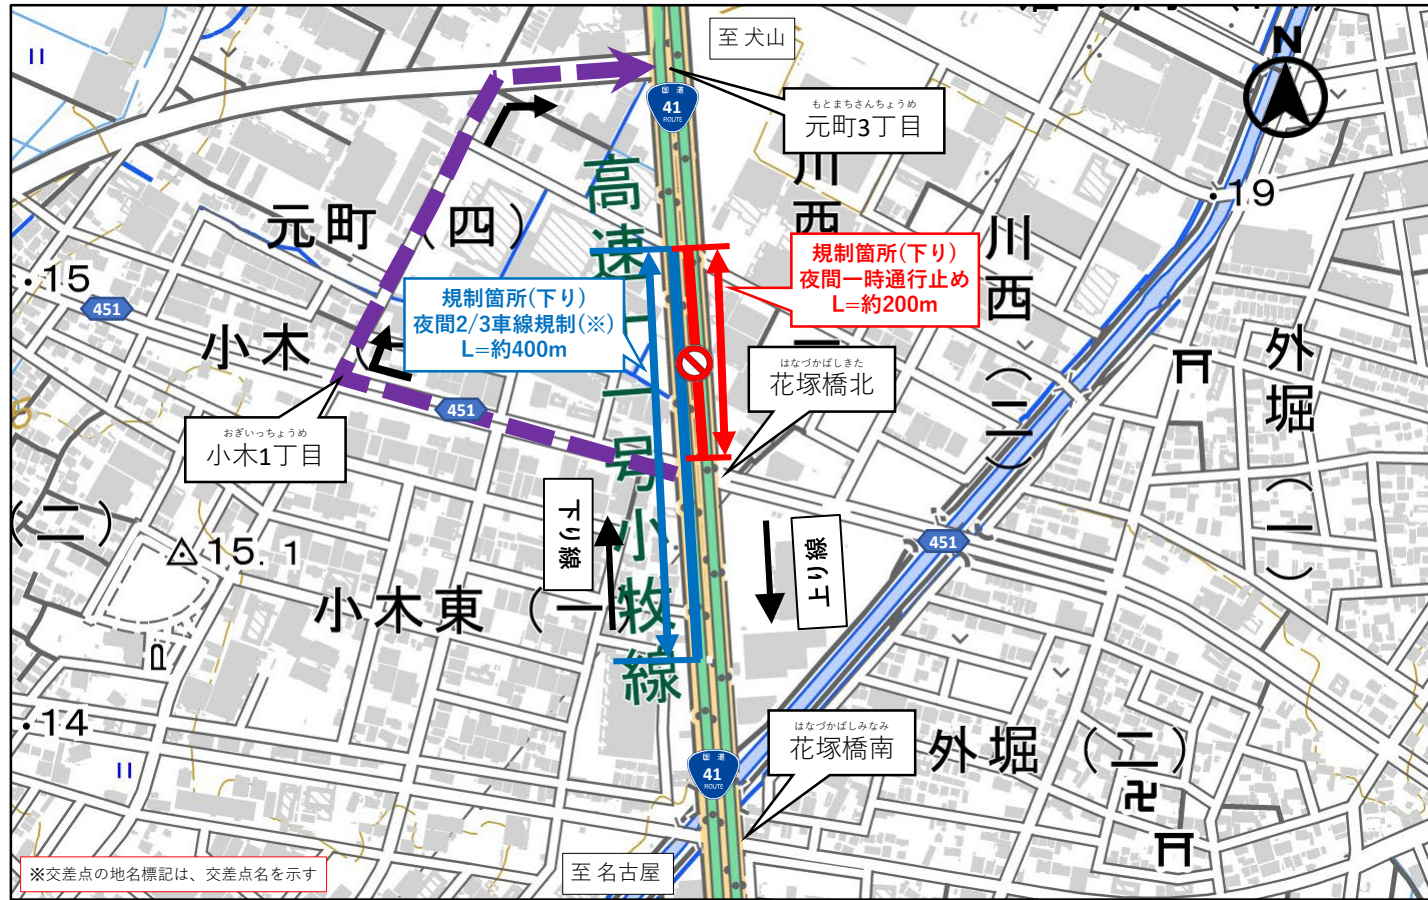 至 犬山
N
国道
41
ROUTE
もとまちさんちょうめ
元町3丁目
・19
元町（四）
高速十一号小牧線
川西
川西（二）
規制箇所(下り)
夜間一時通行止め
L=約200m
・15
451
規制箇所(下り)
夜間2/3車線規制(※)
L=約400m
小木
外堀（一）
はなづかばしきた
花塚橋北
451
おぎいっちょうめ
小木1丁目
（二）
下り線
上り線
451
15.1
小木東（一）
・14
はなづかばしみなみ
花塚橋南
外堀（二）
国道
41
ROUTE
※交差点の地名標記は、交差点名を示す
至 名古屋